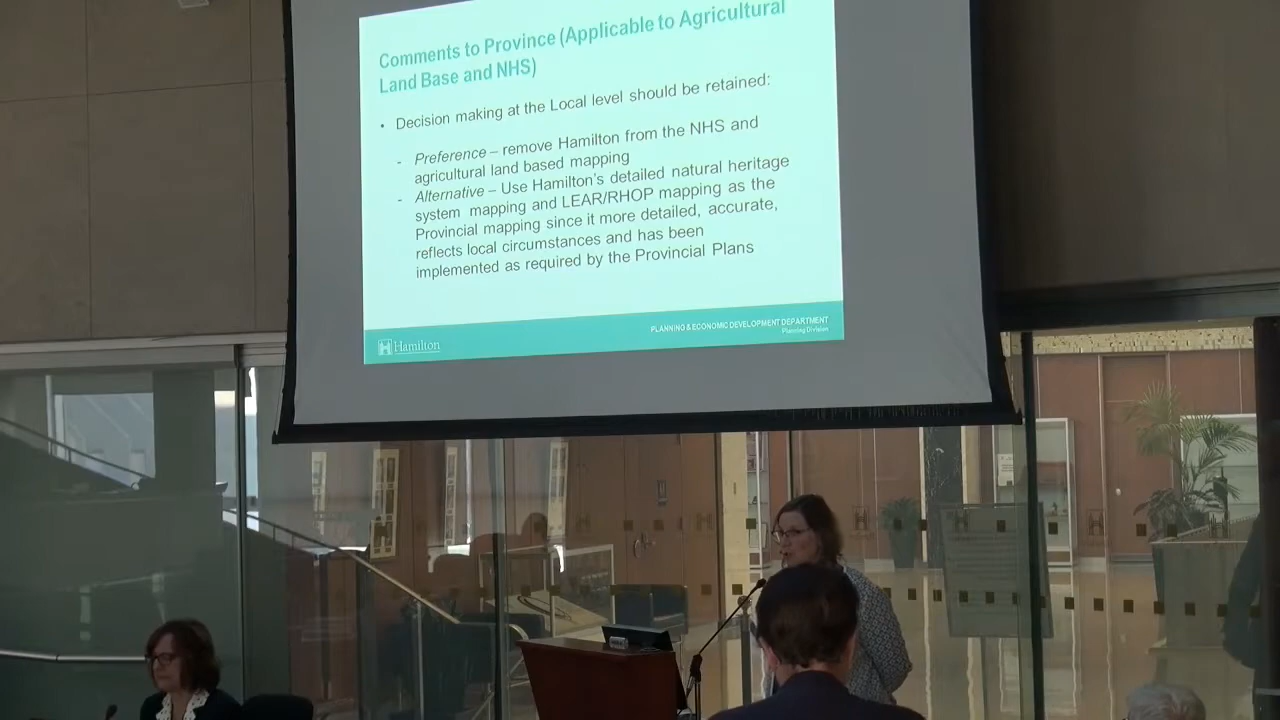 Comments to Province (Applicable to Agricultural
Land Base and NHS)
• Decision making at the Local level should be retained:
- Preference – remove Hamilton from the NHS and
agricultural land based mapping
- Alternative – Use Hamilton's detailed natural heritage
system mapping and LEAR/RHOP mapping as the
Provincial mapping since it more detailed, accurate,
reflects local circumstances and has been
implemented as required by the Provincial Plans
PLANNING & ECONOMIC DEVELOPMENT DEPARTMENT
Planning Division
Hamilton